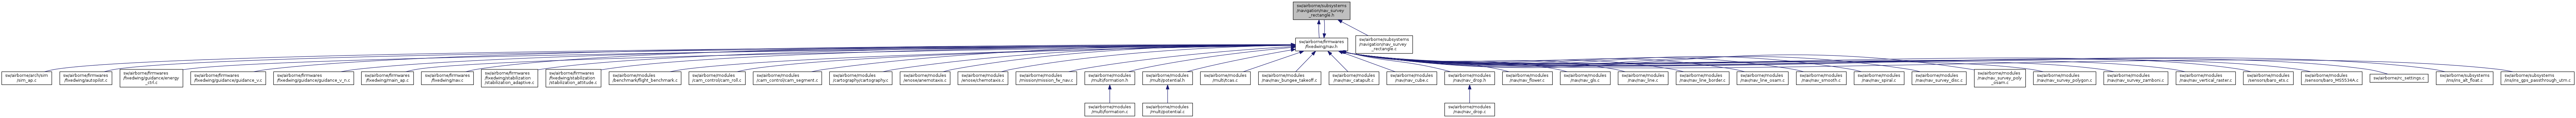 sw/airborne/subsystems
/navigation/nav_survey
_rectangle.h
sw/airborne/firmwares
/fixedwing/nav.h
sw/airborne/subsystems
/navigation/nav_survey
_rectangle.c
sw/airborne/arch/sim
/sim_ap.c
sw/airborne/firmwares
/fixedwing/autopilot.c
sw/airborne/firmwares
/fixedwing/guidance/energy
_ctrl.c
sw/airborne/firmwares
/fixedwing/guidance/guidance_v.c
sw/airborne/firmwares
/fixedwing/guidance/guidance_v_n.c
sw/airborne/firmwares
/fixedwing/main_ap.c
sw/airborne/firmwares
/fixedwing/nav.c
sw/airborne/firmwares
/fixedwing/stabilization
/stabilization_adaptive.c
sw/airborne/firmwares
/fixedwing/stabilization
/stabilization_attitude.c
sw/airborne/modules
/benchmark/flight_benchmark.c
sw/airborne/modules
/cam_control/cam_roll.c
sw/airborne/modules
/cam_control/cam_segment.c
sw/airborne/modules
/cartography/cartography.c
sw/airborne/modules
/enose/anemotaxis.c
sw/airborne/modules
/enose/chemotaxis.c
sw/airborne/modules
/mission/mission_fw_nav.c
sw/airborne/modules
/multi/formation.h
sw/airborne/modules
/multi/potential.h
sw/airborne/modules
/multi/tcas.c
sw/airborne/modules
/nav/nav_bungee_takeoff.c
sw/airborne/modules
/nav/nav_catapult.c
sw/airborne/modules
/nav/nav_cube.c
sw/airborne/modules
/nav/nav_drop.h
sw/airborne/modules
/nav/nav_flower.c
sw/airborne/modules
/nav/nav_gls.c
sw/airborne/modules
/nav/nav_line.c
sw/airborne/modules
/nav/nav_line_border.c
sw/airborne/modules
/nav/nav_line_osam.c
sw/airborne/modules
/nav/nav_smooth.c
sw/airborne/modules
/nav/nav_spiral.c
sw/airborne/modules
/nav/nav_survey_disc.c
sw/airborne/modules
/nav/nav_survey_poly
_osam.c
sw/airborne/modules
/nav/nav_survey_polygon.c
sw/airborne/modules
/nav/nav_survey_zamboni.c
sw/airborne/modules
/nav/nav_vertical_raster.c
sw/airborne/modules
/sensors/baro_ets.c
sw/airborne/modules
/sensors/baro_MS5534A.c
sw/airborne/rc_settings.c
sw/airborne/subsystems
/ins/ins_alt_float.c
sw/airborne/subsystems
/ins/ins_gps_passthrough_utm.c
sw/airborne/modules
/multi/formation.c
sw/airborne/modules
/multi/potential.c
sw/airborne/modules
/nav/nav_drop.c